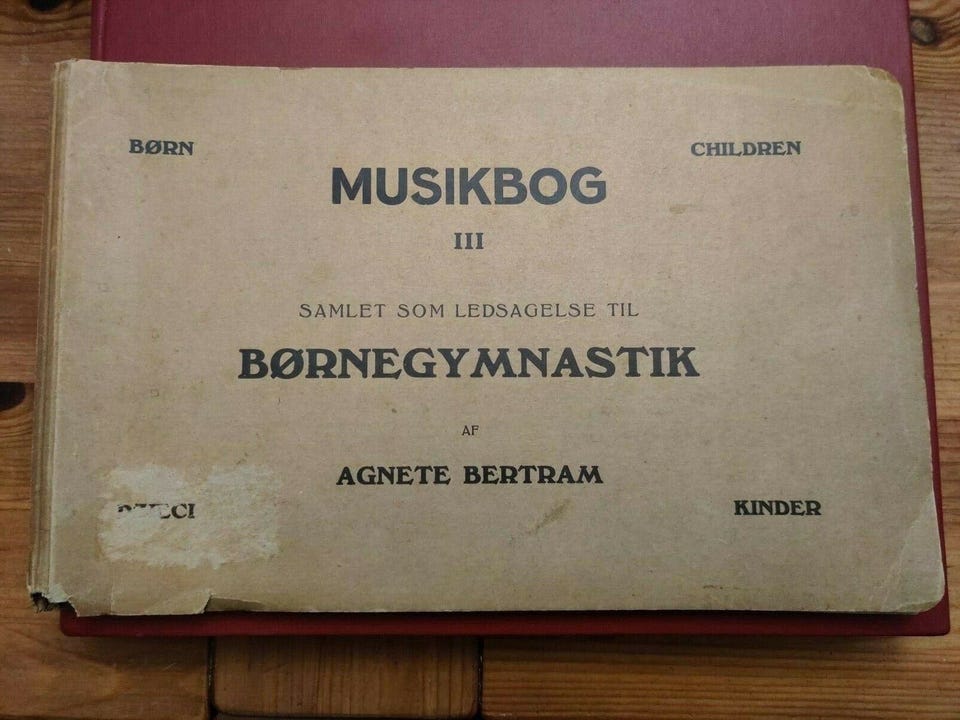 BØRN
CHILDREN
MUSIKBOG
III
SAMLET SOM LEDSAGELSE TIL
BØRNEGYMNASTIK
AF
AGNETE BERTRAM
KINDER